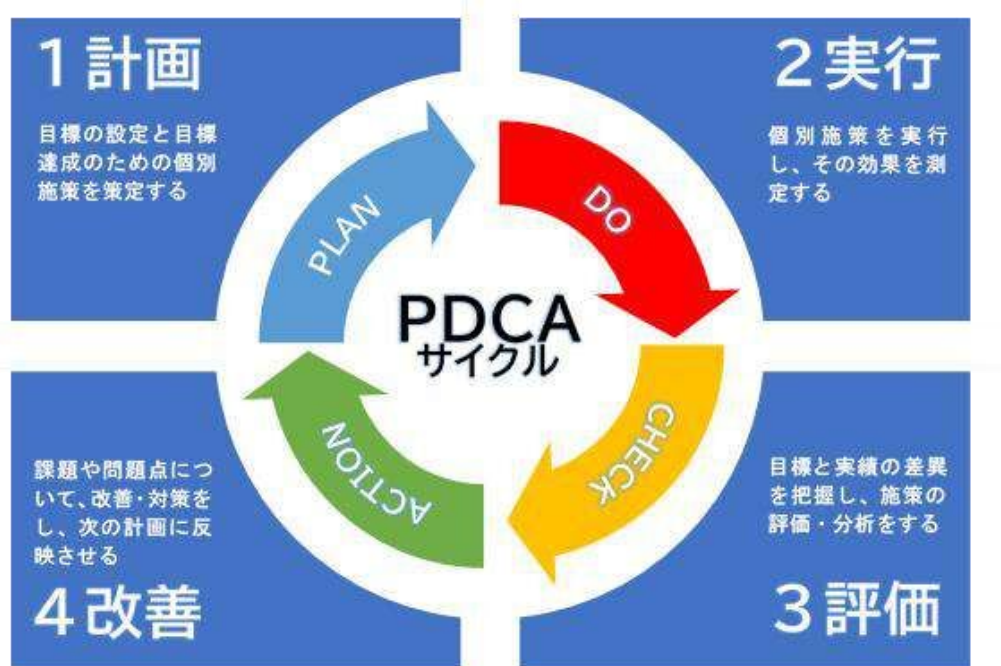 1計画
目標の設定と目標
達成のための個別
施策を策定する
2実行
個別施策を実行
し、その効果を測
定する
PLAN
DO
PDCA
サイクル
ACTION
CHECK
課題や問題点につ
いて、改善・対策を
し、次の計画に反
映させる
4改善
目標と実績の差異
を把握し、施策の
評価・分析をする
3評価